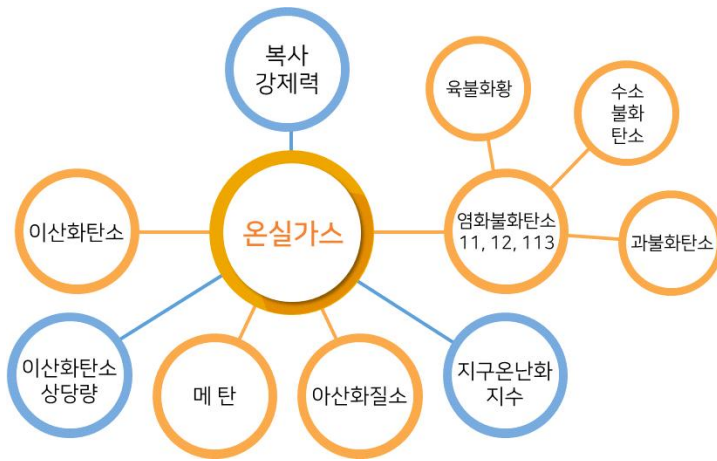 복사
강제력
육불화황
수소
불화
탄소
이산화탄소
온실가스
염화불화탄소
11, 12, 113
과불화탄소
이산화탄소
상당량
메 탄
아산화질소
지구온난화
지수